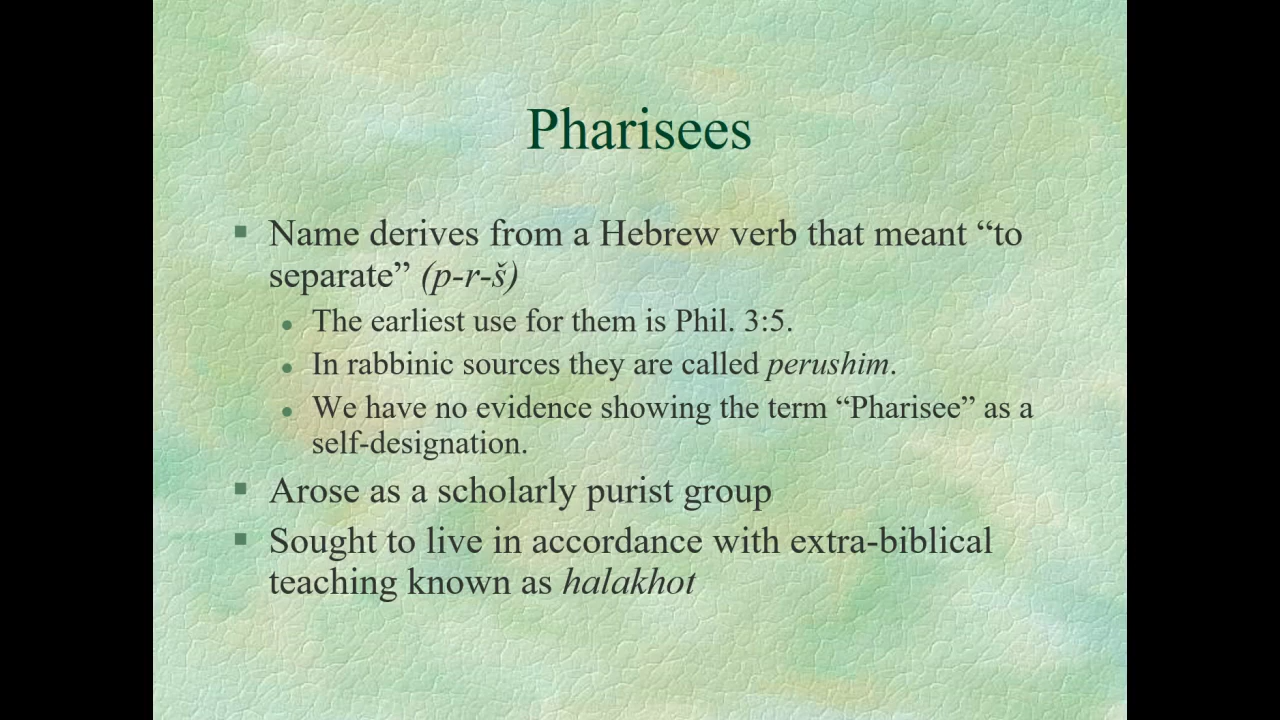 Pharisees
Name derives from a Hebrew verb that meant “to
separate” (p-r-š)
The earliest use for them is Phil. 3:5.
In rabbinic sources they are called perushim.
We have no evidence showing the term “Pharisee” as a
self-designation.
Arose as a scholarly purist group
Sought to live in accordance with extra-biblical
teaching known as halakhot